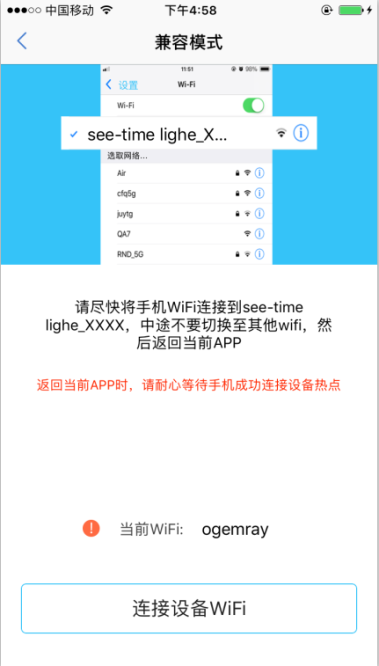 中国移动 下午4:58
兼容模式
11:51 98%
设置 Wi-Fi
Wi-Fi
see-time lighe_X...
选取网络...
Air
cfq5g
juytg
QA7
RND_5G
请尽快将手机WiFi连接到see-time
lighe_XXXX，中途不要切换至其他wifi，然
后返回当前APP
返回当前APP时，请耐心等待手机成功连接设备热点
当前WiFi: ogemray
连接设备WiFi